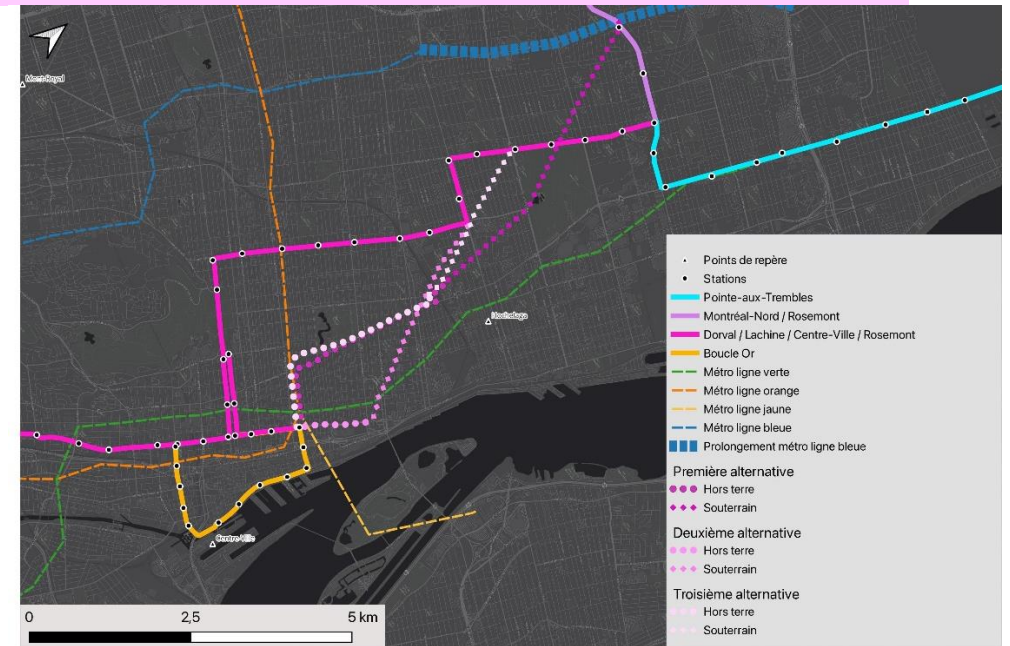 Mont-Royal
Hochelaga
Centre-Ville
Points de repère
Stations
Pointe-aux-Trembles
Montréal-Nord / Rosemont
Dorval / Lachine / Centre-Ville / Rosemont
Boucle Or
Métro ligne verte
Métro ligne orange
Métro ligne jaune
Métro ligne bleue
Prolongement métro ligne bleue
Première alternative
Hors terre
Souterrain
Deuxième alternative
Hors terre
Souterrain
Troisième alternative
Hors terre
Souterrain
0 2,5 5 km